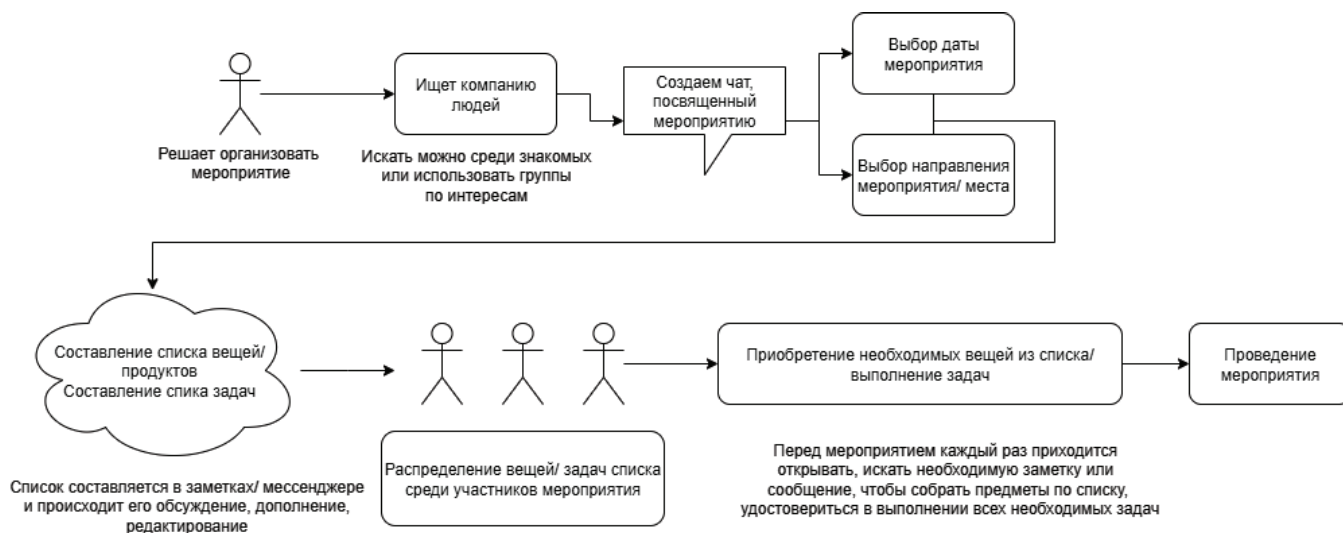 Решает организовать
мероприятие
Ищет компанию
людей
Искать можно среди знакомых
или использовать группы
по интересам
Создаем чат,
посвященный
мероприятию
Выбор даты
мероприятия
Выбор направления
мероприятия/ места
Составление списка вещей/
продуктов
Составление спика задач
Список составляется в заметках/ мессенджере
и происходит его обсуждение, дополнение,
редактирование
Распределение вещей/ задач списка
среди участников мероприятия
Приобретение необходимых вещей из списка/
выполнение задач
Перед мероприятием каждый раз приходится
открывать, искать необходимую заметку или
сообщение, чтобы собрать предметы по списку,
удостовериться в выполнении всех необходимых задач
Проведение
мероприятия